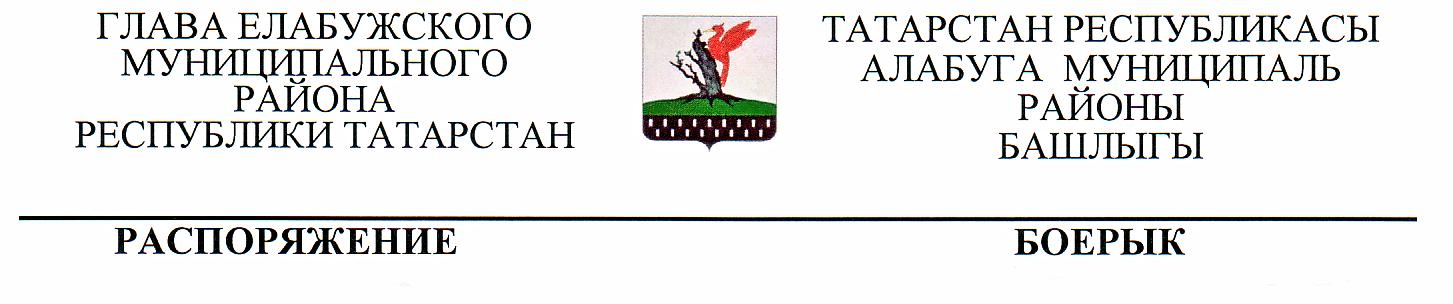 ГЛАВА ЕЛАБУЖСКОГО
МУНИЦИПАЛЬНОГО
РАЙОНА
РЕСПУБЛИКИ ТАТАРСТАН
ТАТАРСТАН РЕСПУБЛИКАСЫ
АЛАБУГА МУНИЦИПАЛЬ
РАЙОНЫ
БАШЛЫГЫ
РАСПОРЯЖЕНИЕ
БОЕРЫК